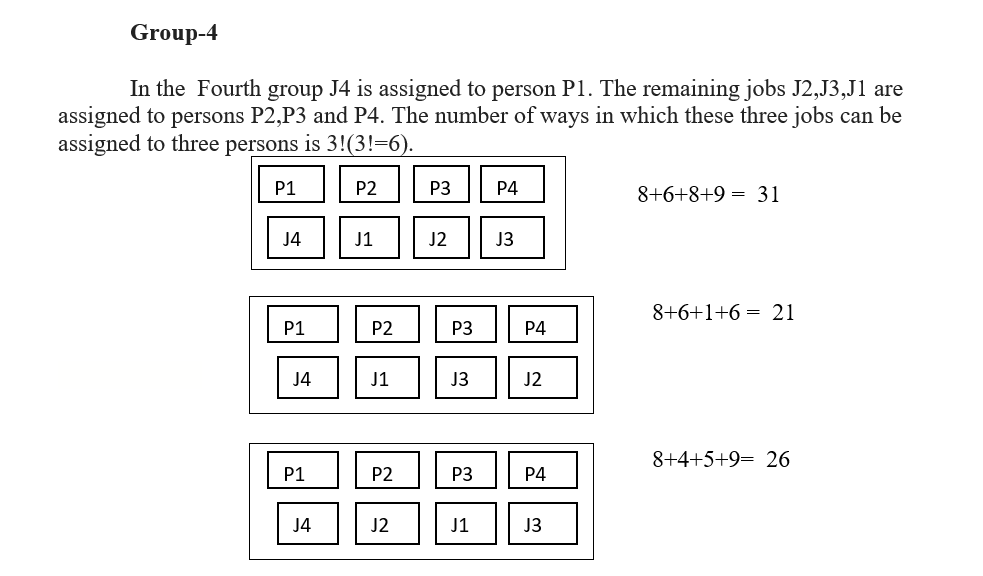 Group-4
In the Fourth group J4 is assigned to person P1. The remaining jobs J2,J3,J1 are
assigned to persons P2,P3 and P4. The number of ways in which these three jobs can be
assigned to three persons is 3!(3!=6).
P1 P2 P3 P4
8+6+8+9 = 31
J4 J1 J2 J3
8+6+1+6 = 21
P1 P2 P3 P4
J4 J1 J3 J2
8+4+5+9= 26
P1 P2 P3 P4
J4 J2 J1 J3